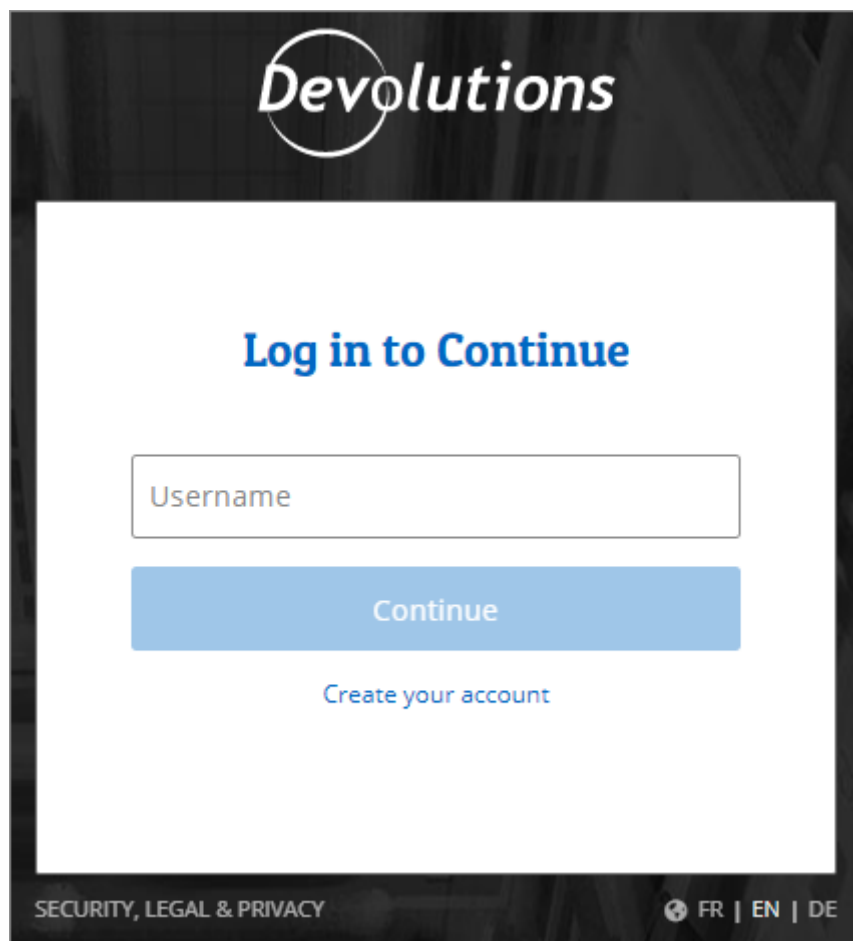 Devolutions
Log in to Continue
Username
Continue
Create your account
SECURITY, LEGAL & PRIVACY FR | EN | DE